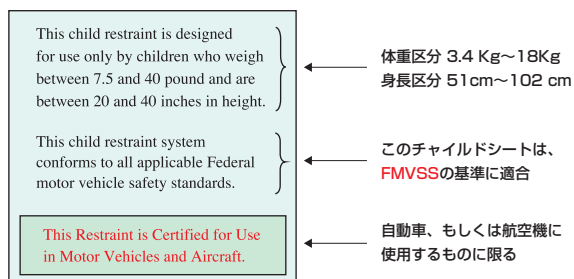 This child restraint is designed
for use only by children who weigh
between 7.5 and 40 pound and are
between 20 and 40 inches in height.
体重区分 3.4 Kg～18Kg
身長区分 51cm～102 cm
This child restraint system
conforms to all applicable Federal
motor vehicle safety standards.
このチャイルドシートは、
FMVSSの基準に適合
This Restraint is Certified for Use
in Motor Vehicles and Aircraft.
自動車、もしくは航空機に
使用するものに限る